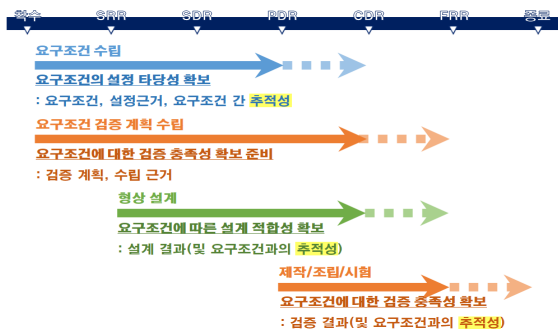 착수 SRR SDR PDR CDR FRR 종료
요구조건 수립
요구조건의 설정 타당성 확보
: 요구조건, 설정근거, 요구조건 간 추적성
요구조건 검증 계획 수립
요구조건에 대한 검증 충족성 확보 준비
: 검증 계획, 수립 근거
형상 설계
요구조건에 따른 설계 적합성 확보
: 설계 결과(및 요구조건과의 추적성)
제작/조립/시험
요구조건에 대한 검증 충족성 확보
: 검증 결과(및 요구조건과의 추적성)